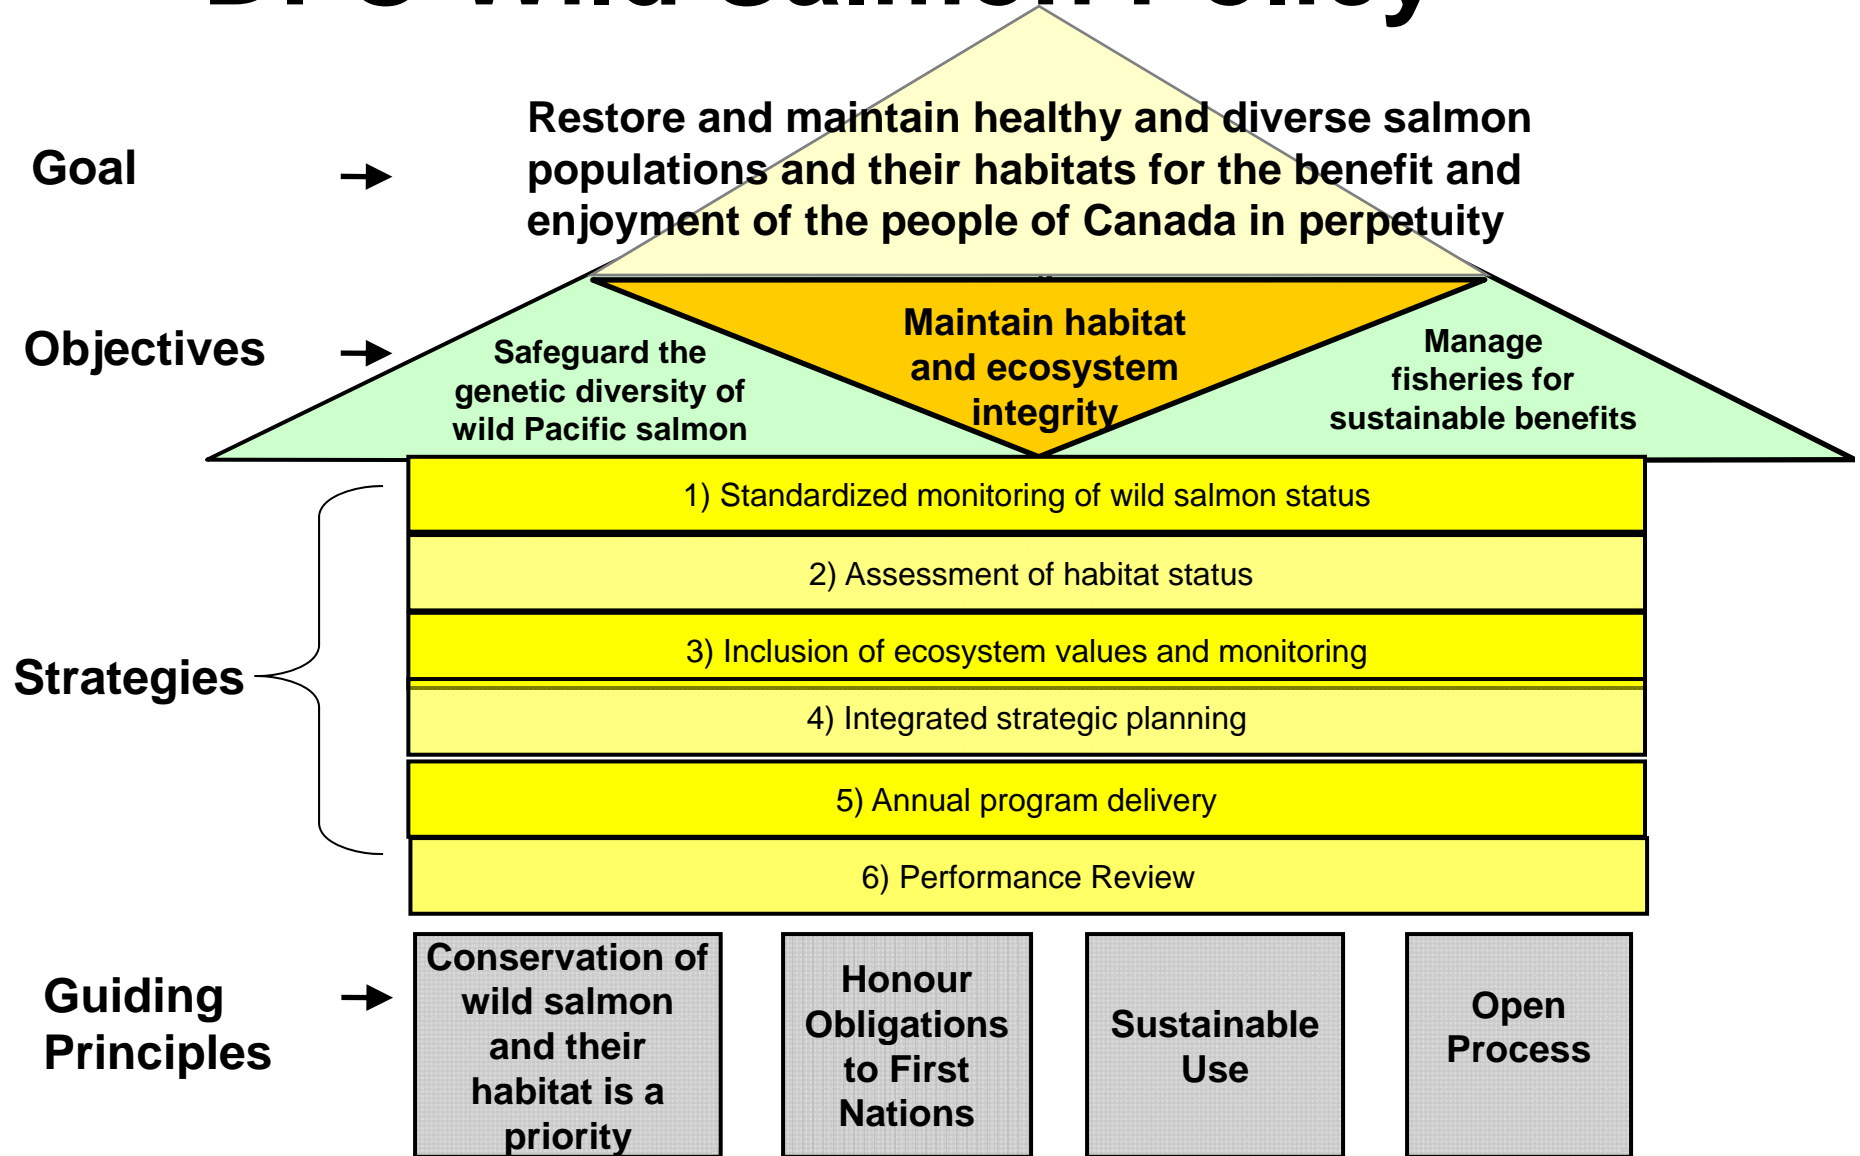 DFO Wild Salmon Policy
Goal
Restore and maintain healthy and diverse salmon
populations and their habitats for the benefit and
enjoyment of the people of Canada in perpetuity
Objectives
Safeguard the
genetic diversity of
wild Pacific salmon
Maintain habitat
and ecosystem
integrity
Manage
fisheries for
sustainable benefits
Strategies
1) Standardized monitoring of wild salmon status
2) Assessment of habitat status
3) Inclusion of ecosystem values and monitoring
4) Integrated strategic planning
5) Annual program delivery
6) Performance Review
Guiding
Principles
Conservation of
wild salmon
and their
habitat is a
priority
Honour
Obligations
to First
Nations
Sustainable
Use
Open
Process